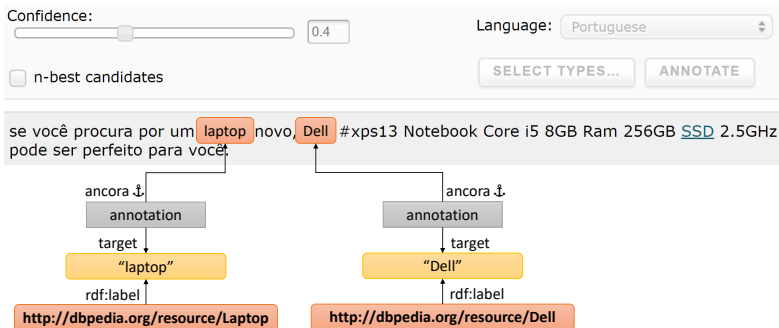 Confidence:
0.4
Language: Portuguese
n-best candidates
SELECT TYPES... ANNOTATE
se você procura por um laptop novo, Dell #xps13 Notebook Core i5 8GB Ram 256GB SSD 2.5GHz
pode ser perfeito para você.
ancora ⚓ ancora ⚓
annotation annotation
target target
“laptop” “Dell”
rdf:label rdf:label
http://dbpedia.org/resource/Laptop http://dbpedia.org/resource/Dell